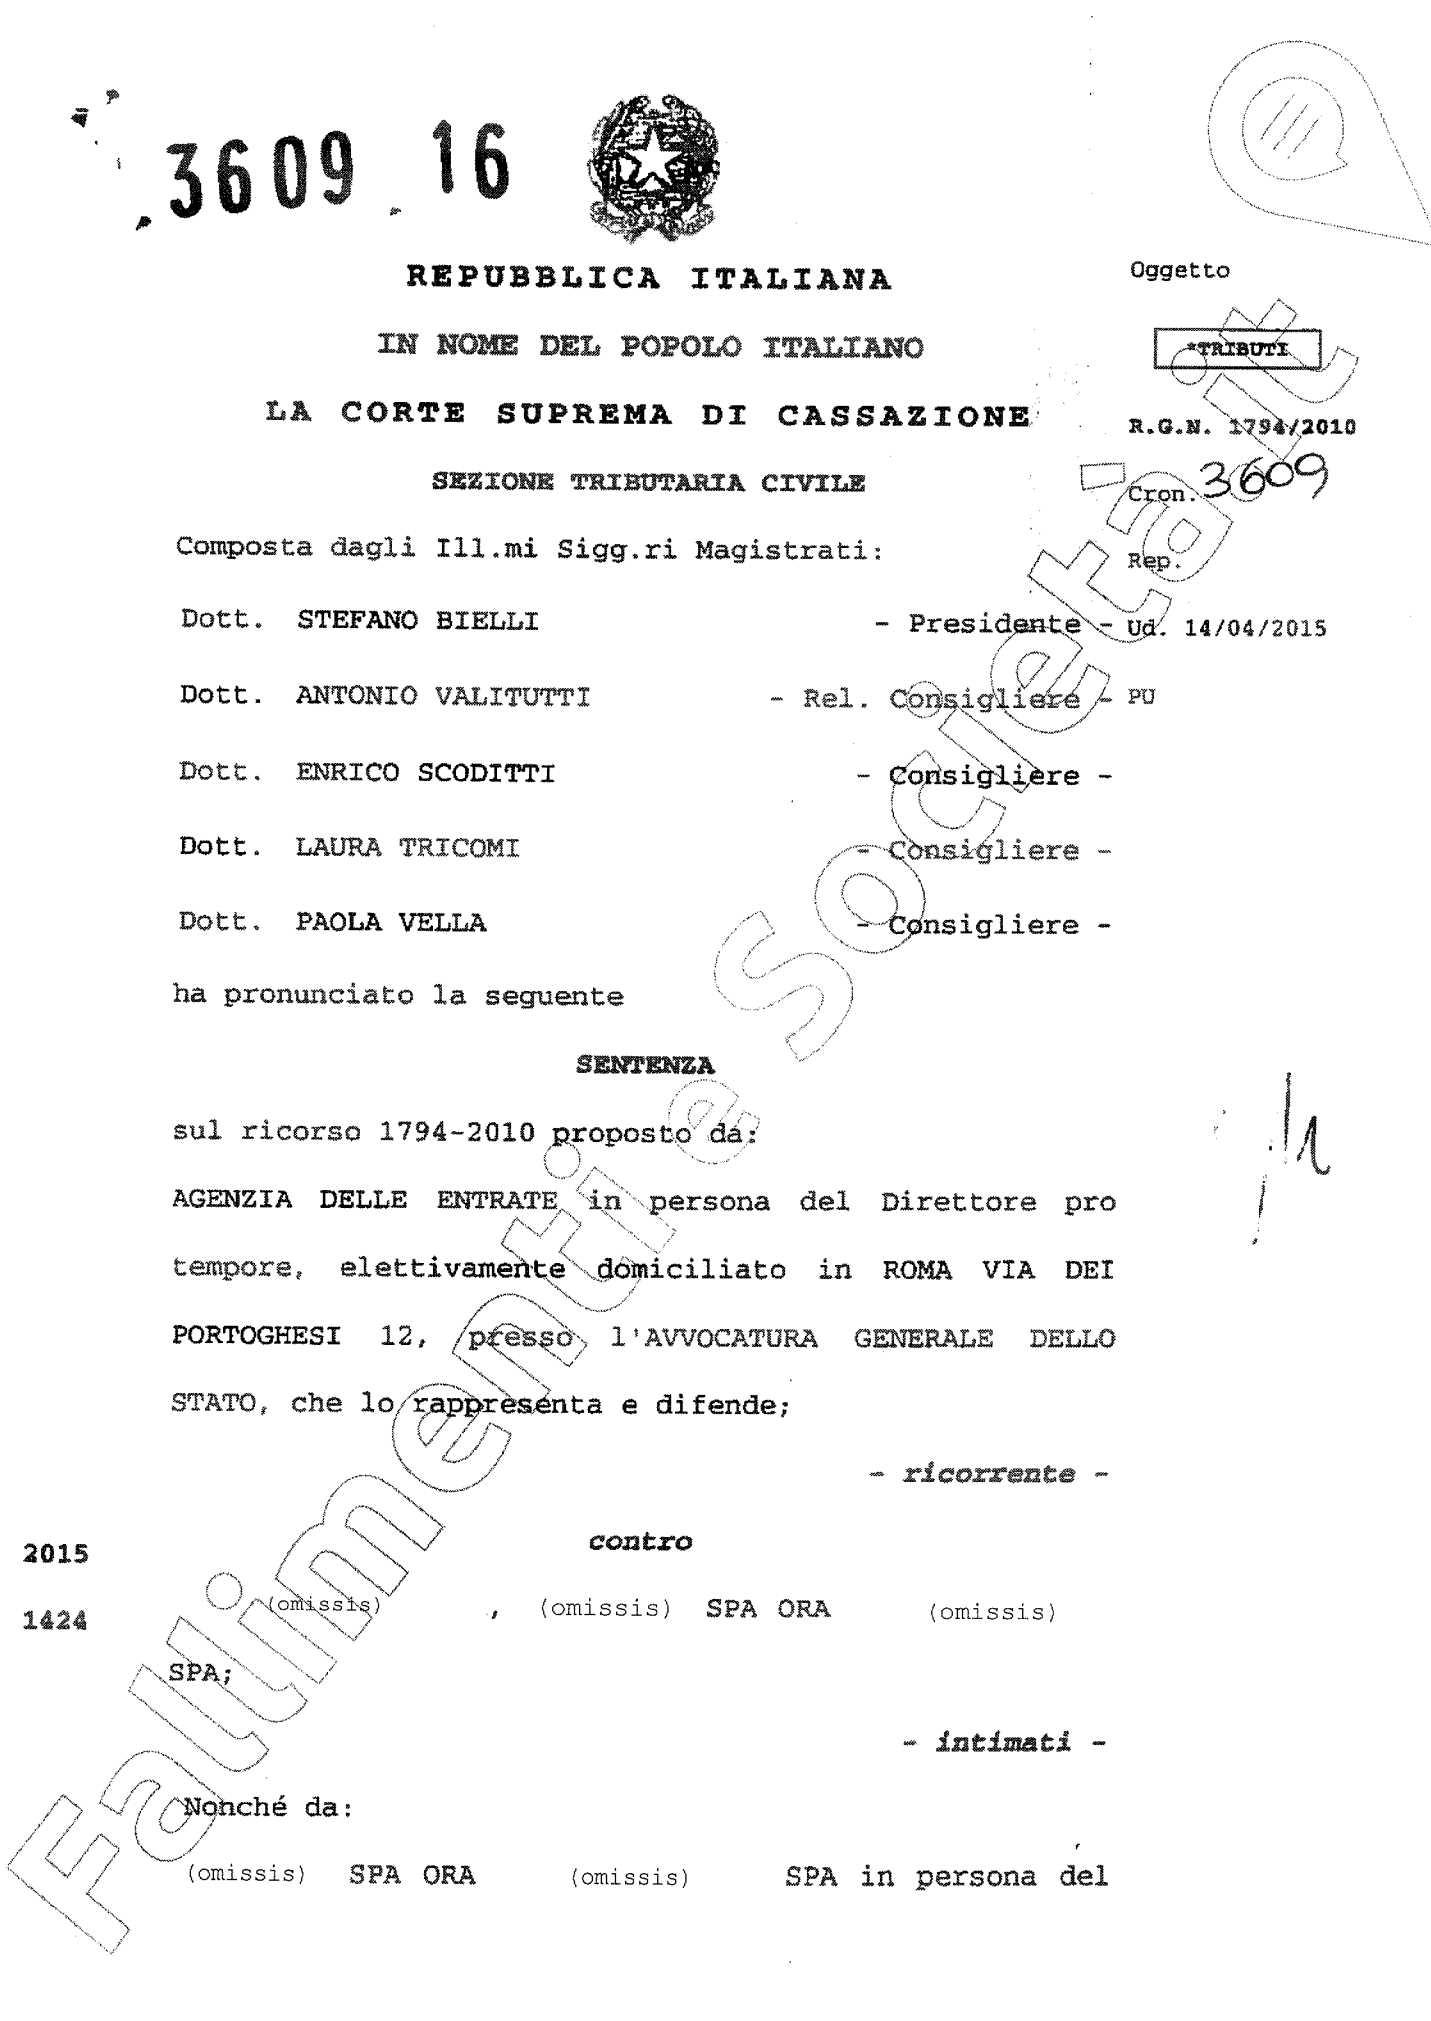 3609 16
REPUBBLICA ITALIANA
Oggetto
IN NOME DEL POPOLO ITALIANO
*TRIBUTI
LA CORTE SUPREMA DI CASSAZIONE
R.G.N. 1794/2010
SEZIONE TRIBUTARIA CIVILE
Cron. 3609
Composta dagli Ill.mi Sigg.ri Magistrati:
Rep.
Dott. STEFANO BIELLI - Presidente - Ud. 14/04/2015
Dott. ANTONIO VALITUTTI - Rel. Consigliere - PU
Dott. ENRICO SCODITTI - Consigliere -
Dott. LAURA TRICOMI - Consigliere -
Dott. PAOLA VELLA - Consigliere -
ha pronunciato la seguente
SENTENZA
sul ricorso 1794-2010 proposto da:
AGENZIA DELLE ENTRATE in persona del Direttore pro
tempore, elettivamente domiciliato in ROMA VIA DEI
PORTOGHESI 12, presso l'AVVOCATURA GENERALE DELLO
STATO, che lo rappresenta e difende;
- ricorrente -
contro
2015
(omissis) , (omissis) SPA ORA (omissis)
1424
SPA;
- intimati -
Nonché da:
(omissis) SPA ORA (omissis) SPA in persona del
Fallimenti e Società.it